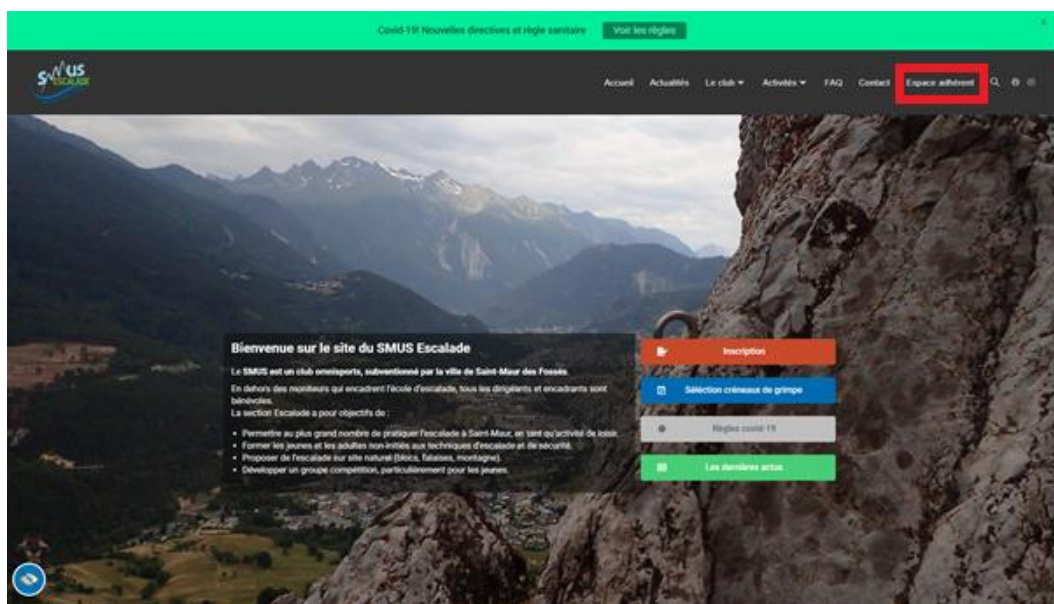 Covid-19! Nouvelles directives et règle sanitaire Voir les règles x
SMUS
ESCALADE
Accueil Actualités Le club Activités FAQ Contact Espace adhérent
Bienvenue sur le site du SMUS Escalade
Inscription
Le SMUS est un club omnisports, subventionné par la ville de Saint-Maur des Fossés.
En dehors des moniteurs qui encadrent l'école d'escalade, tous les dirigeants et encadrants sont
bénévoles.
Séléction créneaux de grimpe
La section Escalade a pour objectifs de :
Règles covid-19
• Permettre au plus grand nombre de pratiquer l'escalade à Saint-Maur, en tant qu'activité de loisir.
• Former les jeunes et les adultes non-initiés aux techniques d'escalade et de sécurité.
• Proposer de l'escalade sur site naturel (blocs, falaises, montagne).
• Développer un groupe compétition, particulièrement pour les jeunes.
Les dernières actus